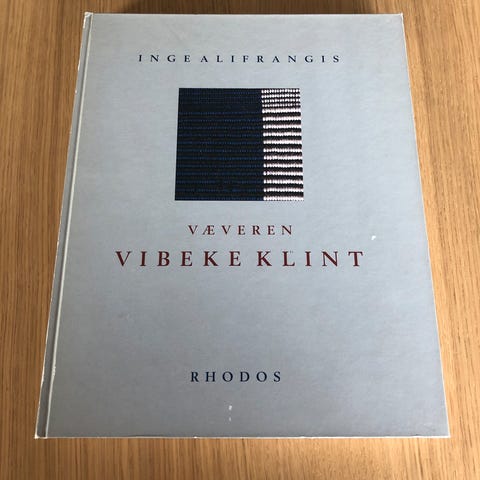 INGE ALIFRANGIS
VÆVEREN
VIBEKE KLINT
RHODOS